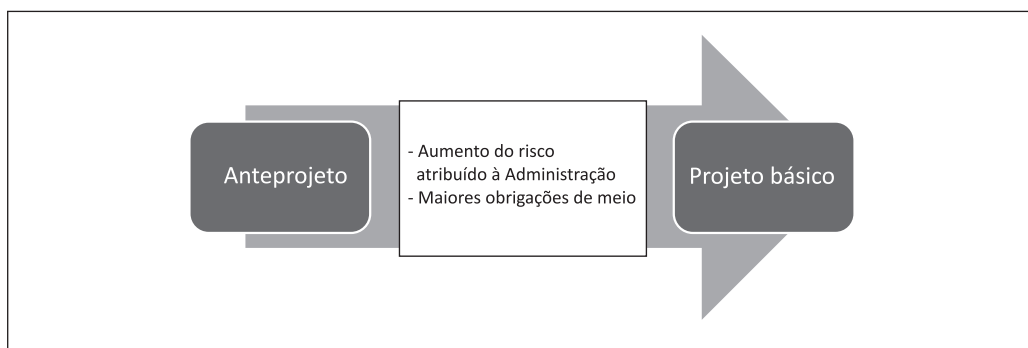 Anteprojeto
- Aumento do risco
atribuído à Administração
- Maiores obrigações de meio
Projeto básico